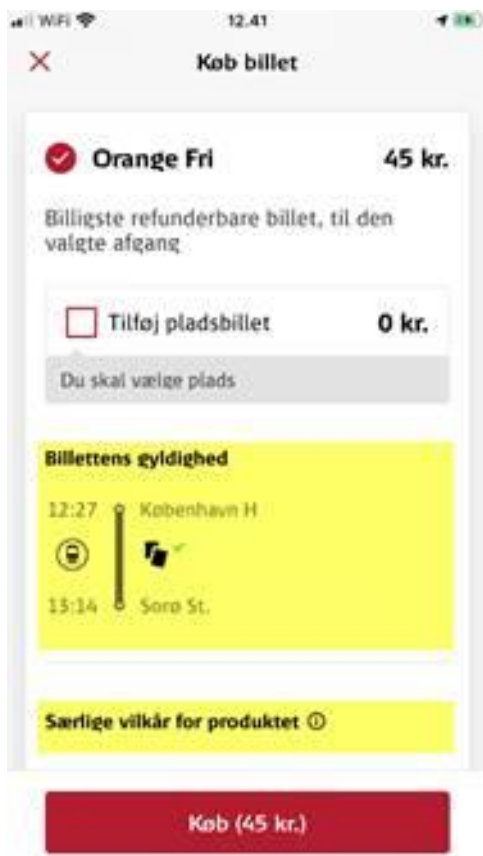 WiFi
12.41
Køb billet
Orange Fri
45 kr.
Billigste refunderbare billet, til den
valgte afgang
Tilføj pladsbillet
0 kr.
Du skal vælge plads
Billettens gyldighed
12:27 København H
13:14 Sorø St.
Særlige vilkår for produktet
Køb (45 kr.)